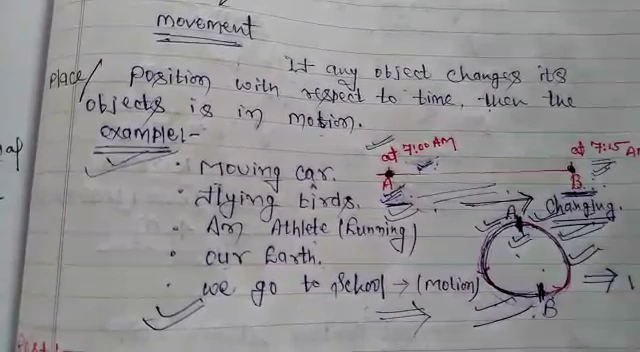 movement
If any object changes its
place/ position with respect to time, then the
objects is in motion.
example:-
at 7:00 AM
at 7:15 A
· Moving car.
A
B
· flying birds.
Changing.
· An Athlete (Running)
A
· our Earth.
· we go to school → (Motion)
B